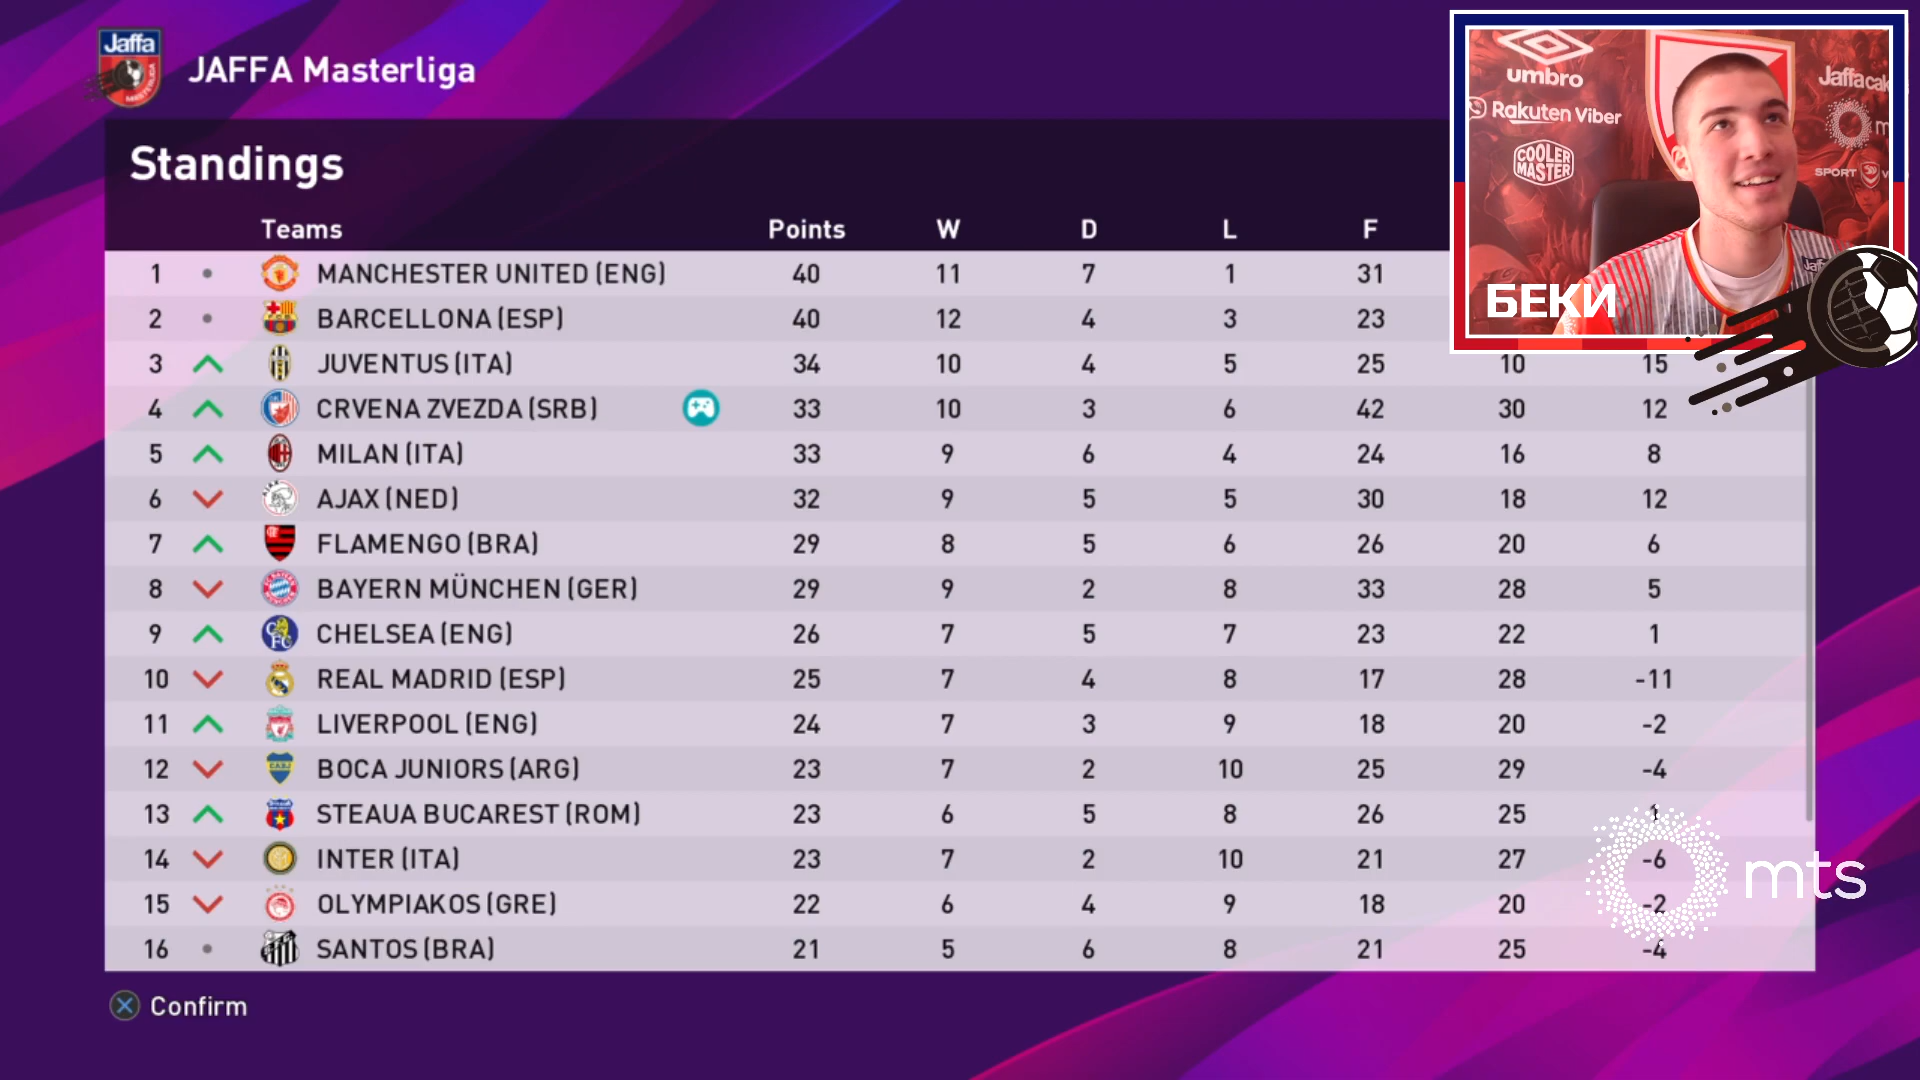 Jaffa
MASTERLIGA
JAFFA Masterliga
Standings
Teams Points W D L F
1 MANCHESTER UNITED (ENG) 40 11 7 1 31
2 BARCELLONA (ESP) 40 12 4 3 23
3 JUVENTUS (ITA) 34 10 4 5 25 10 15
4 CRVENA ZVEZDA (SRB) 33 10 3 6 42 30 12
5 MILAN (ITA) 33 9 6 4 24 16 8
6 AJAX (NED) 32 9 5 5 30 18 12
7 FLAMENGO (BRA) 29 8 5 6 26 20 6
8 BAYERN MÜNCHEN (GER) 29 9 2 8 33 28 5
9 CHELSEA (ENG) 26 7 5 7 23 22 1
10 REAL MADRID (ESP) 25 7 4 8 17 28 -11
11 LIVERPOOL (ENG) 24 7 3 9 18 20 -2
12 BOCA JUNIORS (ARG) 23 7 2 10 25 29 -4
13 STEAUA BUCAREST (ROM) 23 6 5 8 26 25 1
14 INTER (ITA) 23 7 2 10 21 27 -6
15 OLYMPIAKOS (GRE) 22 6 4 9 18 20 -2
16 SANTOS (BRA) 21 5 6 8 21 25 -4
Confirm
umbro
Rakuten Viber
COOLER
MASTER
Jaffa cak
m
SPORT
Jaffa
БЕКИ
mts